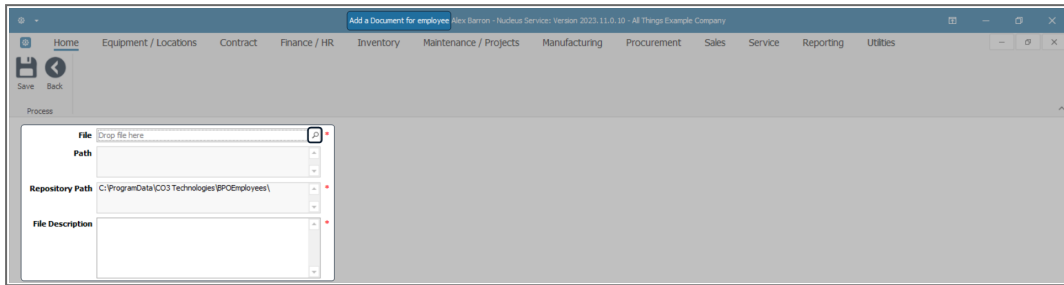 Add a Document for employee Alex Barron - Nucleus Service: Version 2023.11.0.10 - All Things Example Company
Home Equipment / Locations Contract Finance / HR Inventory Maintenance / Projects Manufacturing Procurement Sales Service Reporting Utilities
Save Back
Process
File Drop file here *
Path
Repository Path C:\ProgramData\CO3 Technologies\BPOEmployees\ *
File Description *